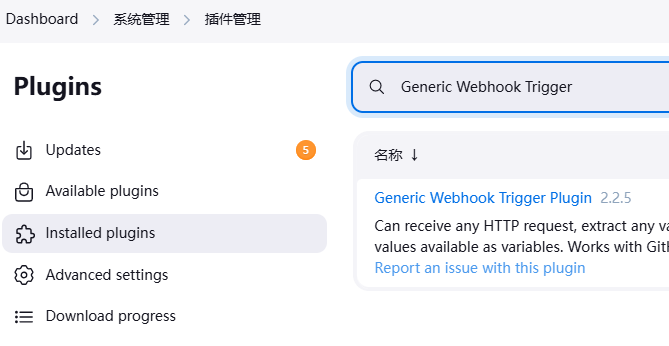 Dashboard 系统管理 插件管理
Plugins
Generic Webhook Trigger
Updates 5
Available plugins
Installed plugins
Advanced settings
Download progress
名称 ↓
Generic Webhook Trigger Plugin 2.2.5
Can receive any HTTP request, extract any va
values available as variables. Works with Git
Report an issue with this plugin